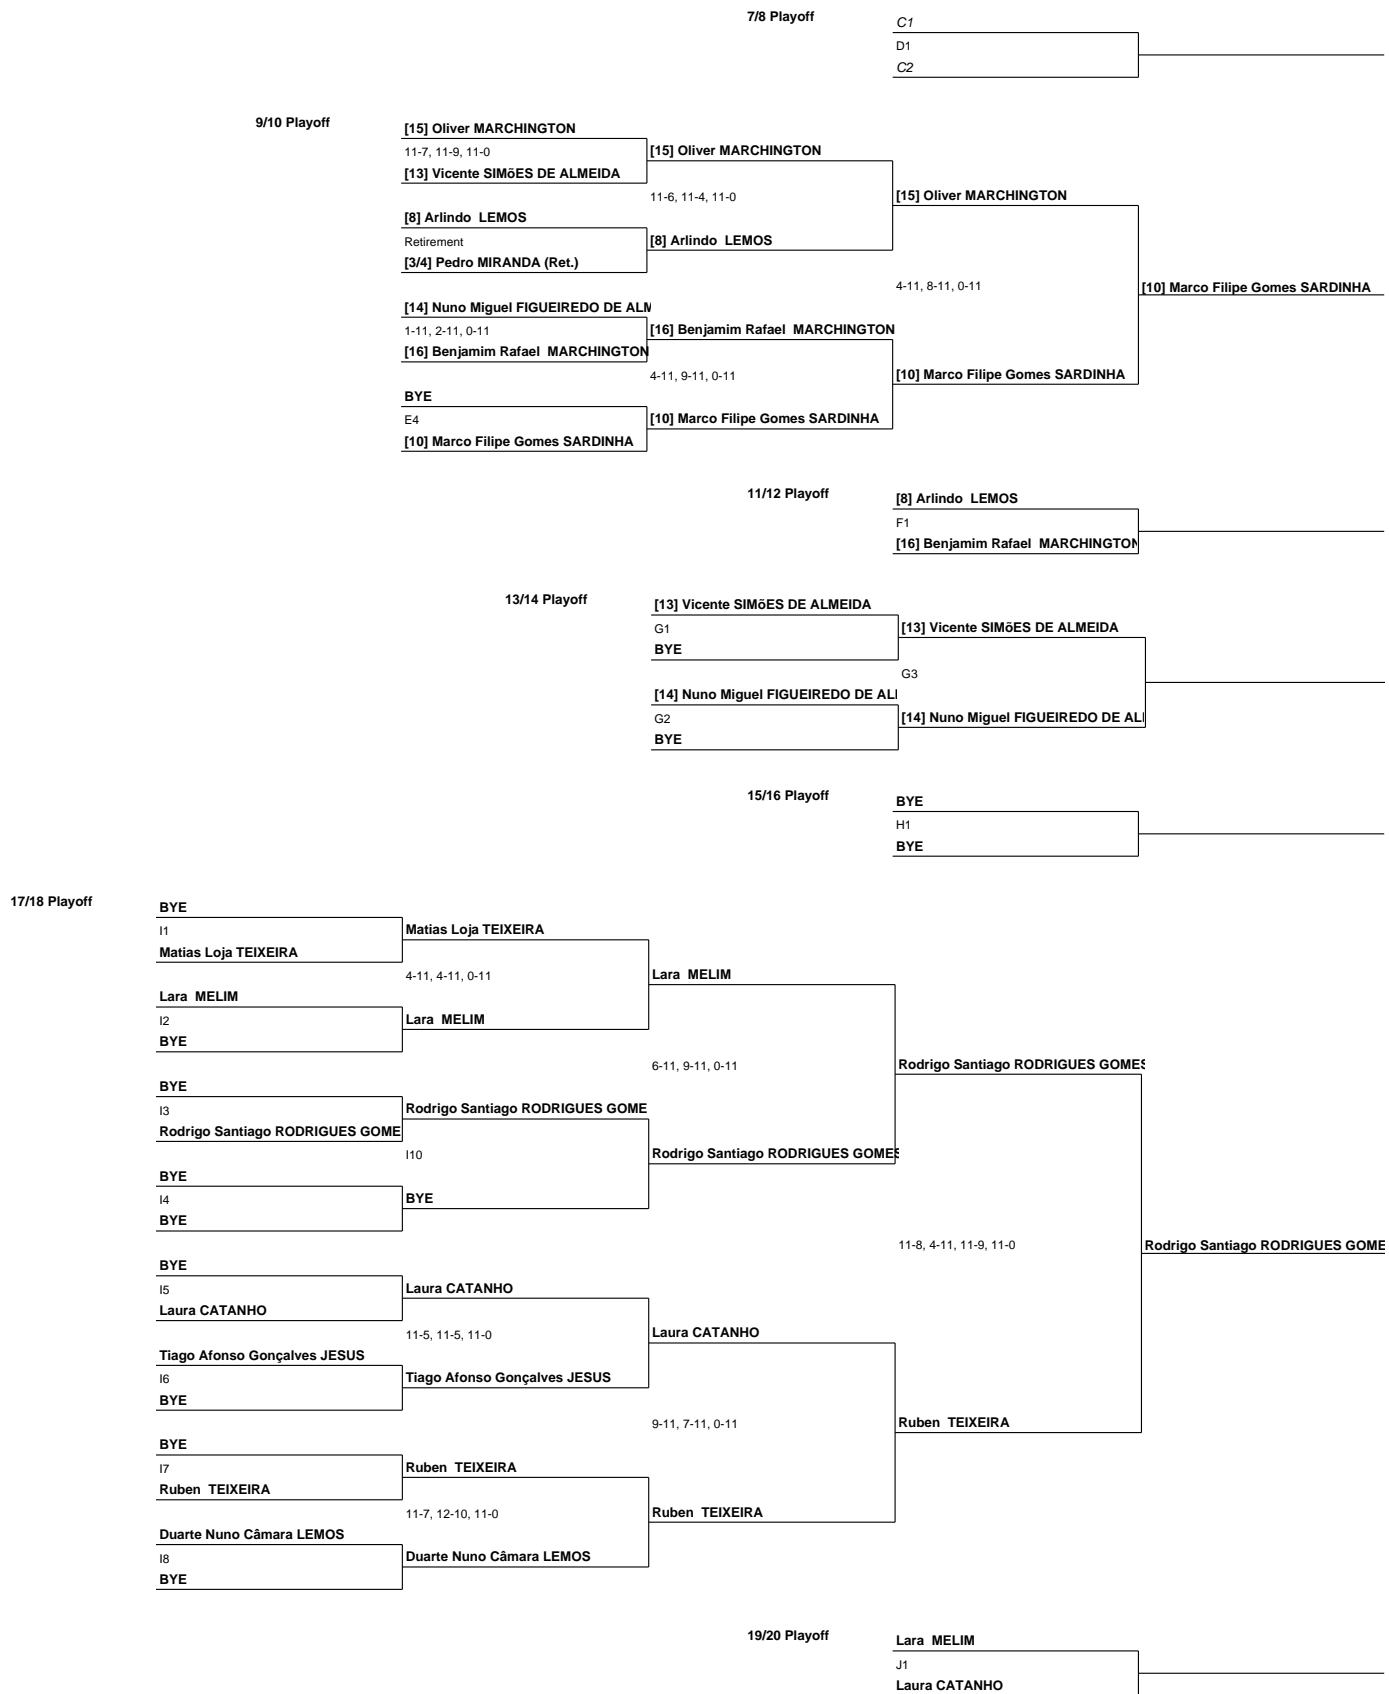 7/8 Playoff
C1
D1
C2
9/10 Playoff
[15] Oliver MARCHINGTON
11-7, 11-9, 11-0
[15] Oliver MARCHINGTON
[13] Vicente SIMõES DE ALMEIDA
11-6, 11-4, 11-0
[15] Oliver MARCHINGTON
[8] Arlindo LEMOS
Retirement
[8] Arlindo LEMOS
[3/4] Pedro MIRANDA (Ret.)
4-11, 8-11, 0-11
[10] Marco Filipe Gomes SARDINHA
[14] Nuno Miguel FIGUEIREDO DE ALM
1-11, 2-11, 0-11
[16] Benjamim Rafael MARCHINGTON
[16] Benjamim Rafael MARCHINGTON
4-11, 9-11, 0-11
[10] Marco Filipe Gomes SARDINHA
BYE
E4
[10] Marco Filipe Gomes SARDINHA
[10] Marco Filipe Gomes SARDINHA
11/12 Playoff
[8] Arlindo LEMOS
F1
[16] Benjamim Rafael MARCHINGTON
13/14 Playoff
[13] Vicente SIMõES DE ALMEIDA
G1
[13] Vicente SIMõES DE ALMEIDA
BYE
G3
[14] Nuno Miguel FIGUEIREDO DE AL
G2
[14] Nuno Miguel FIGUEIREDO DE AL
BYE
15/16 Playoff
BYE
H1
BYE
17/18 Playoff
BYE
I1
Matias Loja TEIXEIRA
Matias Loja TEIXEIRA
4-11, 4-11, 0-11
Lara MELIM
Lara MELIM
I2
Lara MELIM
BYE
6-11, 9-11, 0-11
Rodrigo Santiago RODRIGUES GOMES
BYE
I3
Rodrigo Santiago RODRIGUES GOME
Rodrigo Santiago RODRIGUES GOME
I10
Rodrigo Santiago RODRIGUES GOMES
BYE
I4
BYE
BYE
11-8, 4-11, 11-9, 11-0
Rodrigo Santiago RODRIGUES GOME
BYE
I5
Laura CATANHO
Laura CATANHO
11-5, 11-5, 11-0
Laura CATANHO
Tiago Afonso Gonçalves JESUS
I6
Tiago Afonso Gonçalves JESUS
BYE
9-11, 7-11, 0-11
Ruben TEIXEIRA
BYE
I7
Ruben TEIXEIRA
Ruben TEIXEIRA
11-7, 12-10, 11-0
Ruben TEIXEIRA
Duarte Nuno Câmara LEMOS
I8
Duarte Nuno Câmara LEMOS
BYE
19/20 Playoff
Lara MELIM
J1
Laura CATANHO